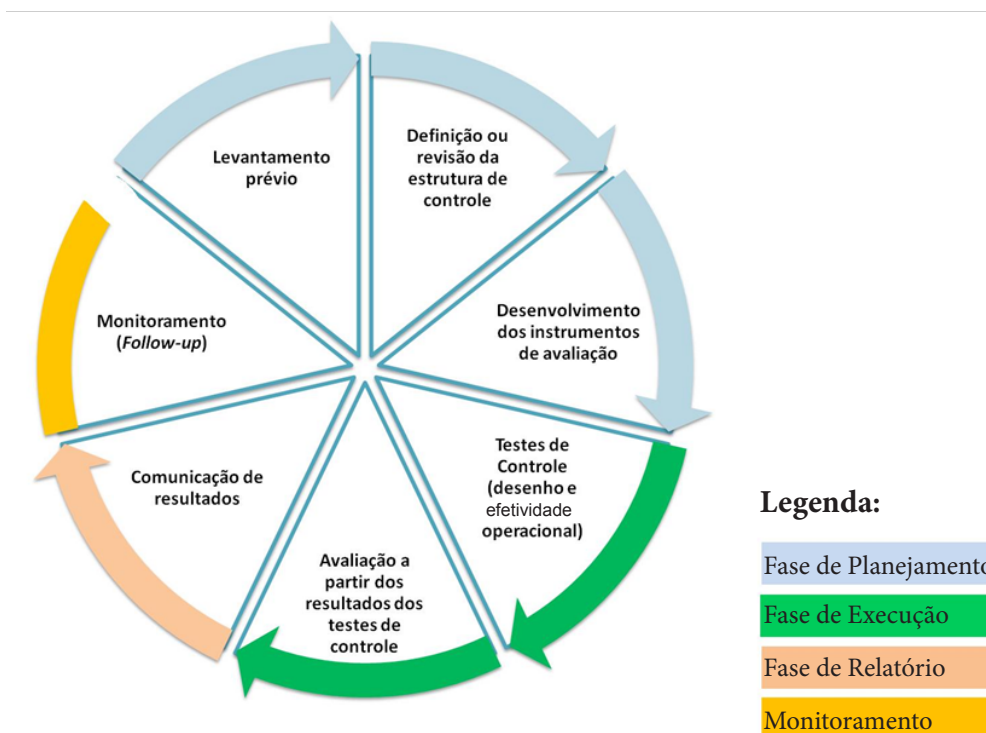 Levantamento
prévio
Definição ou
revisão da
estrutura de
controle
Desenvolvimento
dos instrumentos
de avaliação
Testes de
Controle
(desenho e
efetividade
operacional)
Avaliação a
partir dos
resultados dos
testes de
controle
Comunicação de
resultados
Monitoramento
(Follow-up)
Legenda:
Fase de Planejamento
Fase de Execução
Fase de Relatório
Monitoramento